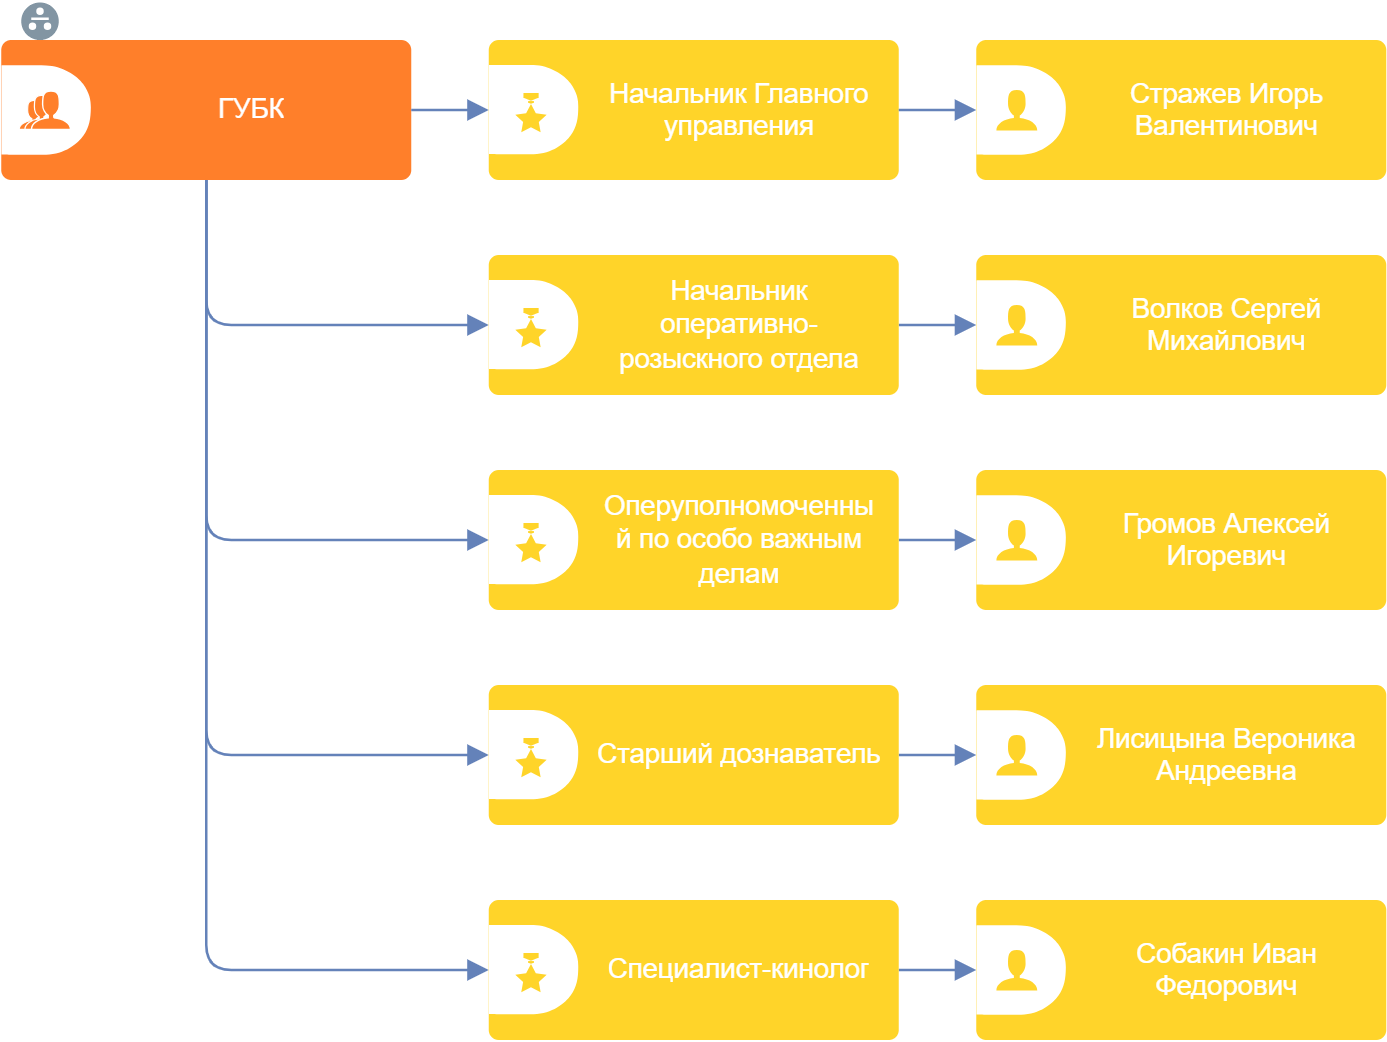 ГУБК
Начальник Главного
управления
Стражев Игорь
Валентинович
Начальник
оперативно-
розыскного отдела
Волков Сергей
Михайлович
Оперуполномоченны
й по особо важным
делам
Громов Алексей
Игоревич
Старший дознаватель
Лисицына Вероника
Андреевна
Специалист-кинолог
Собакин Иван
Федорович